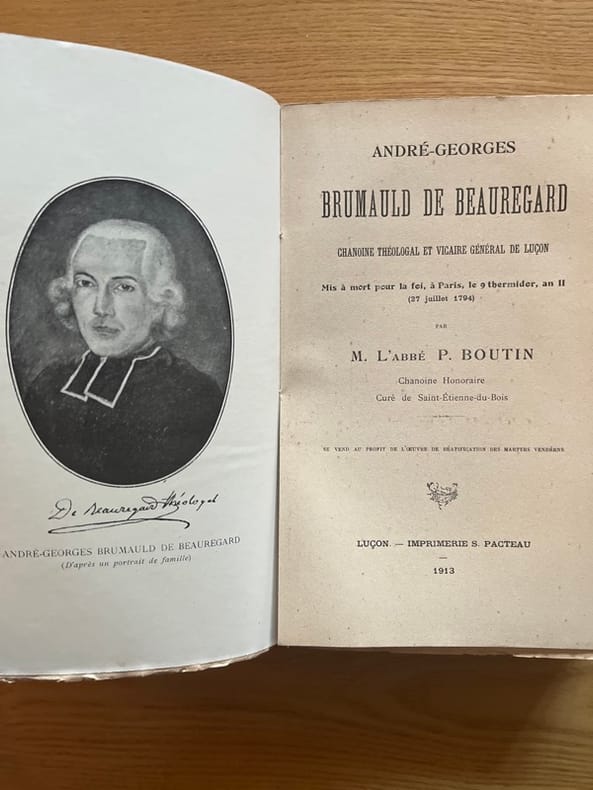 De Beauregard théologal
ANDRÉ-GEORGES BRUMAULD DE BEAUREGARD
(D'après un portrait de famille)
ANDRÉ-GEORGES
BRUMAULD DE BEAUREGARD
CHANOINE THÉOLOGAL ET VICAIRE GÉNÉRAL DE LUÇON
Mis à mort pour la foi, à Paris, le 9 thermidor, an II
(27 juillet 1794)
PAR
M. L'ABBÉ P. BOUTIN
Chanoine Honoraire
Curé de Saint-Étienne-du-Bois
SE VEND AU PROFIT DE L'ŒUVRE DE BÉATIFICATION DES MARTYRS VENDÉENS
LUÇON. — IMPRIMERIE S. PACTEAU
—
1913